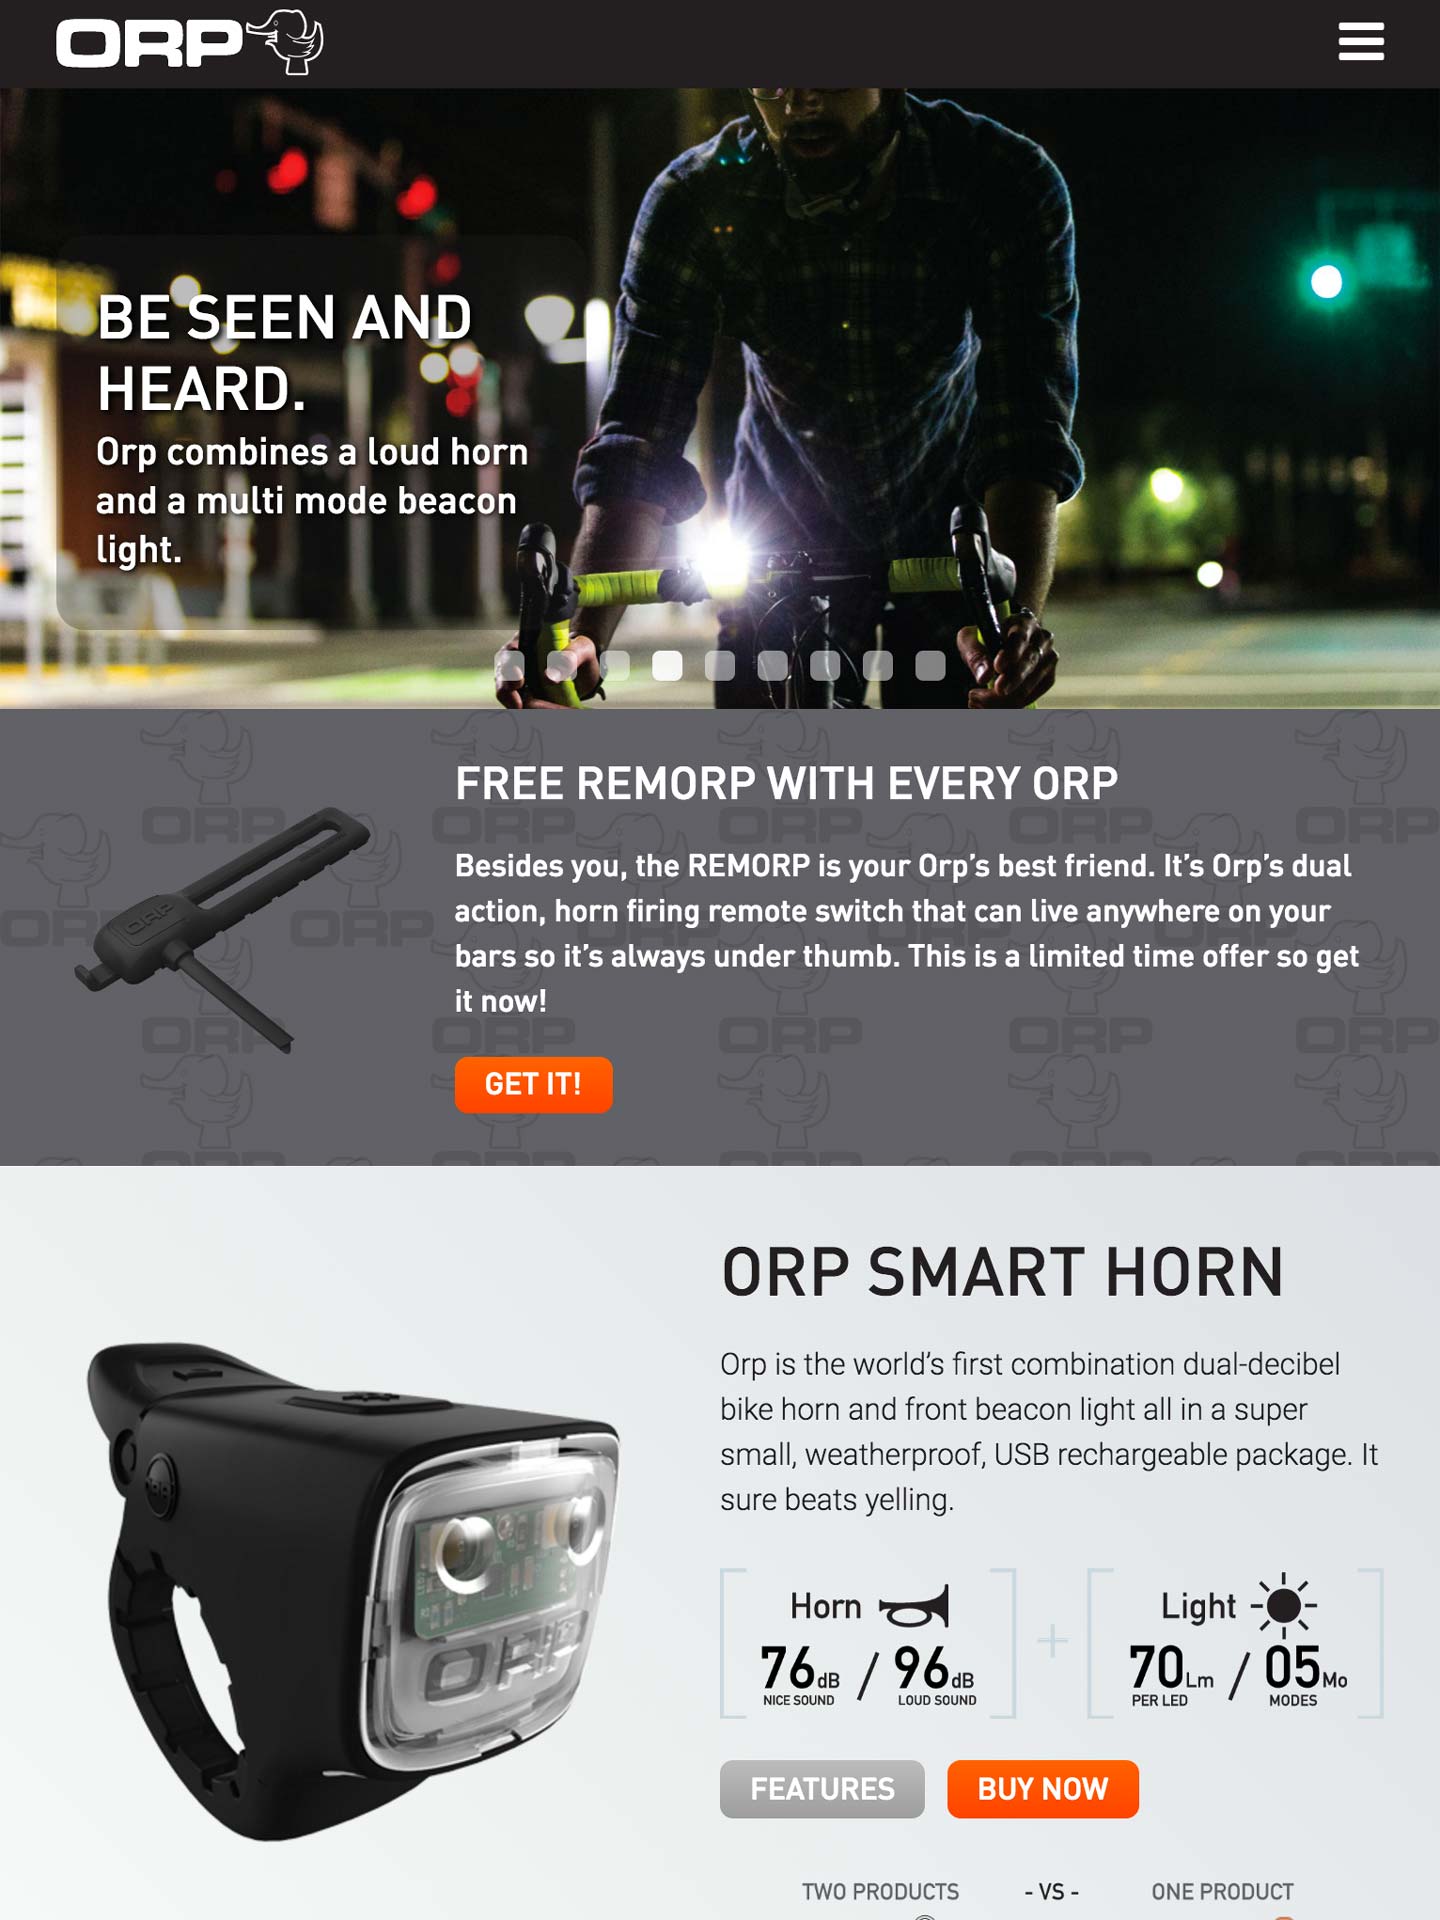 ORP
BE SEEN AND
HEARD.
Orp combines a loud horn
and a multi mode beacon
light.
FREE REMORP WITH EVERY ORP
Besides you, the REMORP is your Orp’s best friend. It’s Orp’s dual
action, horn firing remote switch that can live anywhere on your
bars so it’s always under thumb. This is a limited time offer so get
it now!
GET IT!
ORP
ORP SMART HORN
Orp is the world’s first combination dual-decibel
bike horn and front beacon light all in a super
small, weatherproof, USB rechargeable package. It
sure beats yelling.
Horn Light
76dB / 96dB + 70Lm / 05Mo
NICE SOUND LOUD SOUND PER LED MODES
ORP
FEATURES BUY NOW
TWO PRODUCTS - VS - ONE PRODUCT